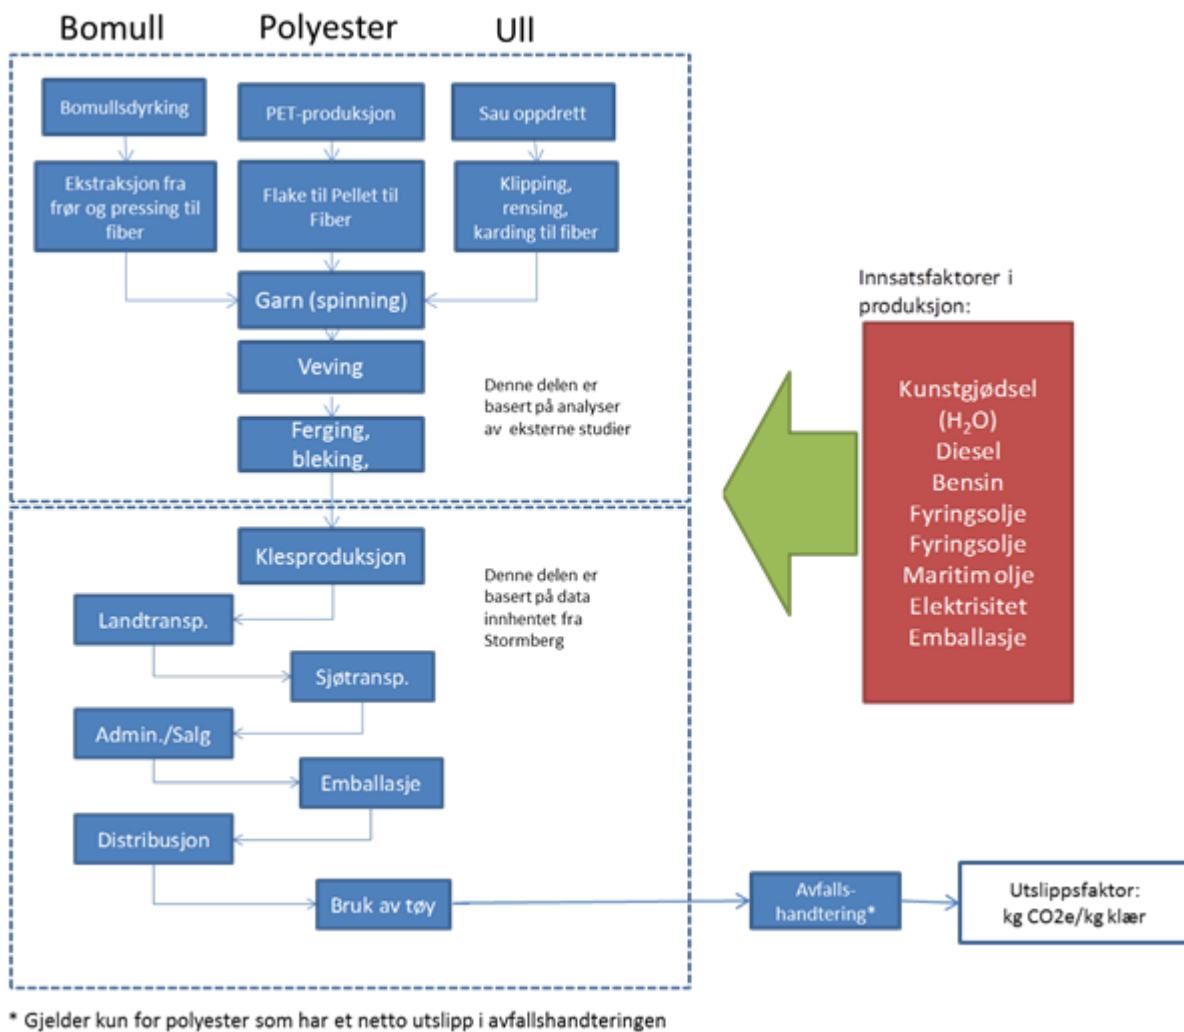 Bomull
Polyester
Ull
Bomullsdyrking
PET-produksjon
Sau oppdrett
Ekstraksjon fra
frør og pressing til
fiber
Flake til Pellet til
Fiber
Klipping,
rensing,
karding til fiber
Garn (spinning)
Veving
Ferging,
bleking,
Denne delen er
basert på analyser
av eksterne studier
Innsatsfaktorer i
produksjon:
Kunstgjødsel
(H₂O)
Diesel
Bensin
Fyringsolje
Fyringsolje
Maritim olje
Elektrisitet
Emballasje
Klesproduksjon
Denne delen er
basert på data
innhentet fra
Stormberg
Landtransp.
Sjøtransp.
Admin./Salg
Emballasje
Distribusjon
Bruk av tøy
Avfalls-
handtering*
Utslippsfaktor:
kg CO2e/kg klær
* Gjelder kun for polyester som har et netto utslipp i avfallshandteringen